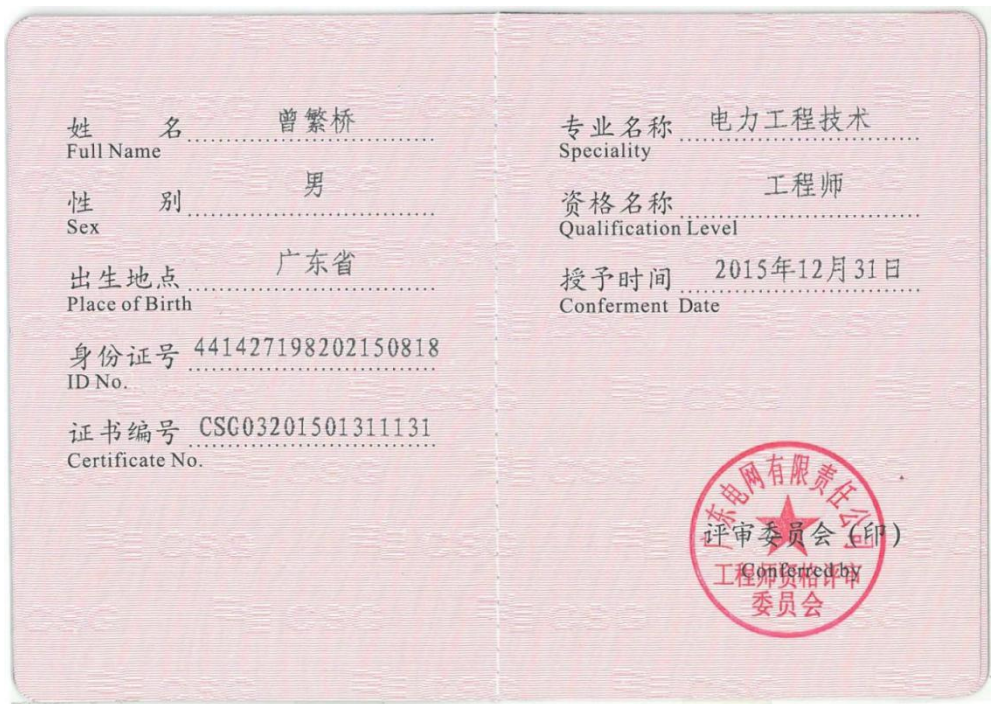 姓 名 曾繁桥
Full Name
性 别 男
Sex
出生地点 广东省
Place of Birth
身份证号 441427198202150818
ID No.
证书编号 CSG03201501311131
Certificate No.
专业名称 电力工程技术
Speciality
资格名称 工程师
Qualification Level
授予时间 2015年12月31日
Conferment Date
广东电网有限责任公司
评审委员会(印)
Conferred by
工程师资格评审
委员会
CSG